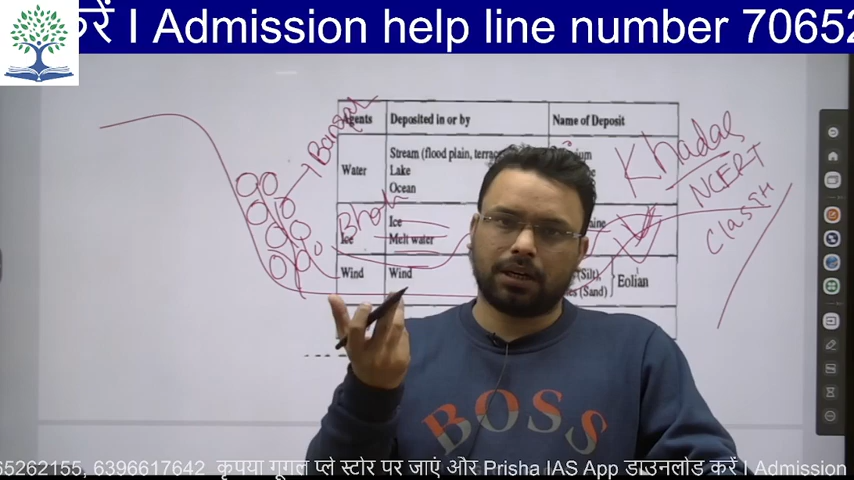 करें I Admission help line number 70652
Agents Deposited in or by Name of Deposit
Water
Stream (flood plain, terrac
Lake
Ocean
Ice
Ice
Melt water
Wind Wind
(Silt),
(Sand)
Eolian
Bangar
Khadar
NCERT
Class
BOSS
65262155, 6396617642 कृपया गूगल प्ले स्टोर पर जाएं और Prisha IAS App डाउनलोड करें I Admission